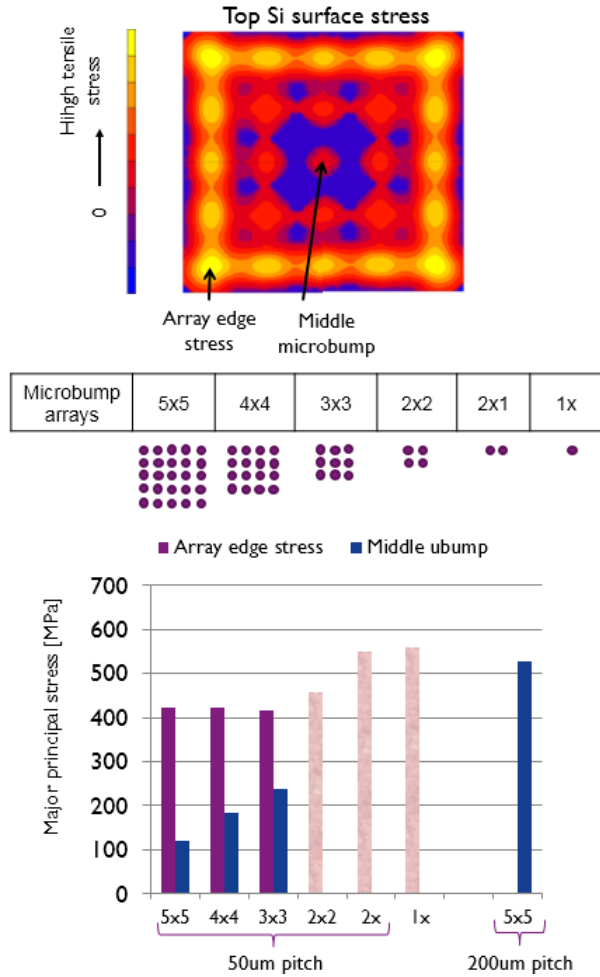 Top Si surface stress
Hihgh tensile
stress
0
Array edge
stress
Middle
microbump
Microbump
arrays
5x5
4x4
3x3
2x2
2x1
1x
Array edge stress
Middle ubump
Major principal stress [MPa]
700
600
500
400
300
200
100
0
5x5
4x4
3x3
2x2
2x
1x
5x5
50um pitch
200um pitch